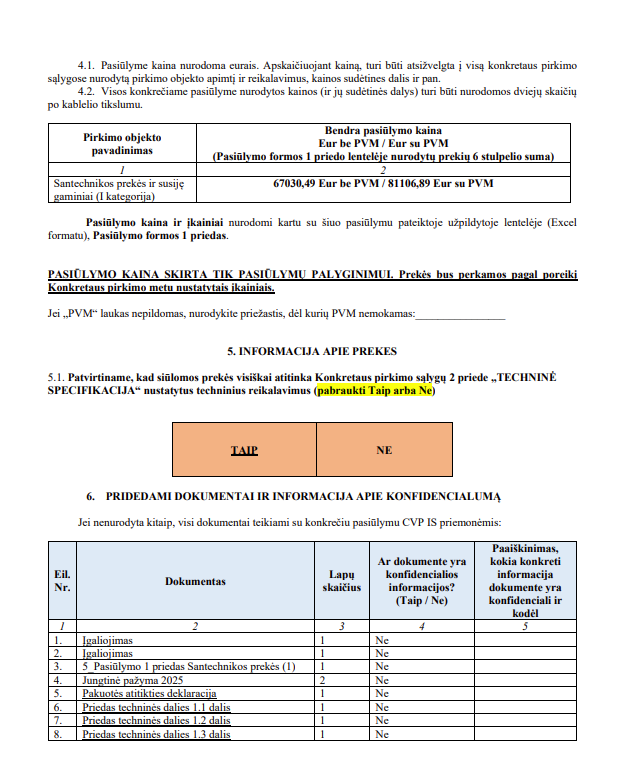 4.1. Pasiūlyme kaina nurodoma eurais. Apskaičiuojant kainą, turi būti atsižvelgta į visą konkretaus pirkimo
sąlygose nurodytą pirkimo objekto apimtį ir reikalavimus, kainos sudėtines dalis ir pan.
4.2. Visos konkrečiame pasiūlyme nurodytos kainos (ir jų sudėtinės dalys) turi būti nurodomos dviejų skaičių
po kablelio tikslumu.
Pirkimo objekto
pavadinimas
Bendra pasiūlymo kaina
Eur be PVM / Eur su PVM
(Pasiūlymo formos 1 priedo lentelėje nurodytų prekių 6 stulpelio suma)
1
2
Santechnikos prekės ir susiję
gaminiai (I kategorija)
67030,49 Eur be PVM / 81106,89 Eur su PVM
Pasiūlymo kaina ir įkainiai nurodomi kartu su šiuo pasiūlymu pateiktoje užpildytoje lentelėje (Excel
formatu), Pasiūlymo formos 1 priedas.
PASIŪLYMO KAINA SKIRTA TIK PASIŪLYMŲ PALYGINIMUI. Prekės bus perkamos pagal poreikį
Konkretaus pirkimo metu nustatytais įkainiais.
Jei „PVM“ laukas nepildomas, nurodykite priežastis, dėl kurių PVM nemokamas:________________
5. INFORMACIJA APIE PREKES
5.1. Patvirtiname, kad siūlomos prekės visiškai atitinka Konkretaus pirkimo sąlygų 2 priede „TECHNINĖ
SPECIFIKACIJA“ nustatytus techninius reikalavimus (pabraukti Taip arba Ne)
TAIP
NE
6. PRIDEDAMI DOKUMENTAI IR INFORMACIJA APIE KONFIDENCIALUMĄ
Jei nenurodyta kitaip, visi dokumentai teikiami su konkrečiu pasiūlymu CVP IS priemonėmis:
Eil.
Nr.
Dokumentas
Lapų
skaičius
Ar dokumente yra
konfidencialios
informacijos?
(Taip / Ne)
Paaiškinimas,
kokia konkreti
informacija
dokumente yra
konfidenciali ir
kodėl
1 2 3 4 5
1. Įgaliojimas 1 Ne
2. Įgaliojimas 1 Ne
3. 5_Pasiūlymo 1 priedas Santechnikos prekės (1) 1 Ne
4. Jungtinė pažyma 2025 2 Ne
5. Pakuotės atitikties deklaracija 1 Ne
6. Priedas techninės dalies 1.1 dalis 1 Ne
7. Priedas techninės dalies 1.2 dalis 1 Ne
8. Priedas techninės dalies 1.3 dalis 1 Ne